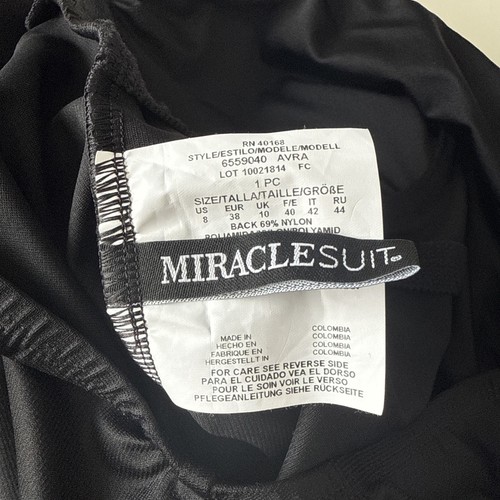 RN 40168
STYLE/ESTILO/MODELE/MODELL
6559040 AVRA
LOT 10021814 FC
1 PC
SIZE/TALLA/TAILLE/GRÖßE
US EUR UK F/E IT RU
8 38 10 40 42 44
BACK 69% NYLON
MIRACLESUIT®
MADE IN COLOMBIA
HECHO EN COLOMBIA
FABRIQUE EN COLOMBIA
HERGESTELLT IN COLOMBIA
FOR CARE SEE REVERSE SIDE
PARA EL CUIDADO VEA EL DORSO
POUR LE SOIN VOIR LE VERSO
PFLEGEANLEITUNG SIEHE RÜCKSEITE